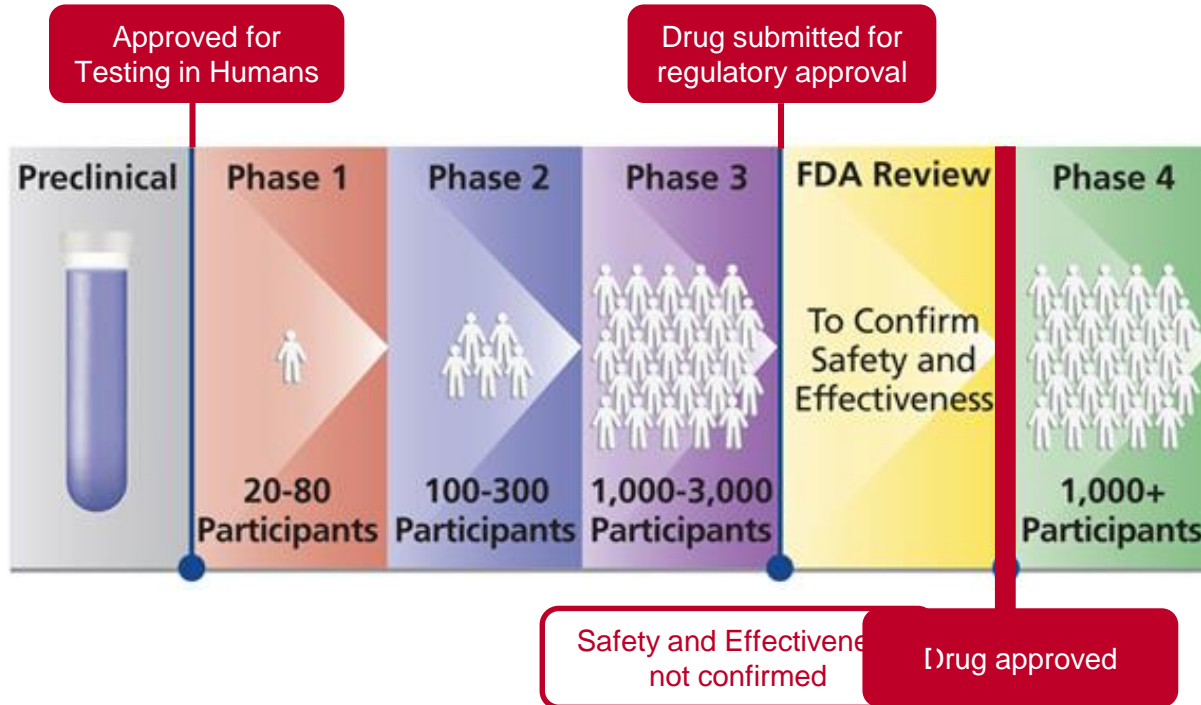 Approved for
Testing in Humans
Drug submitted for
regulatory approval
Preclinical
Phase 1
Phase 2
Phase 3
FDA Review
Phase 4
To Confirm
Safety and
Effectiveness
20-80
Participants
100-300
Participants
1,000-3,000
Participants
1,000+
Participants
Safety and
not confirmed
Drug approved